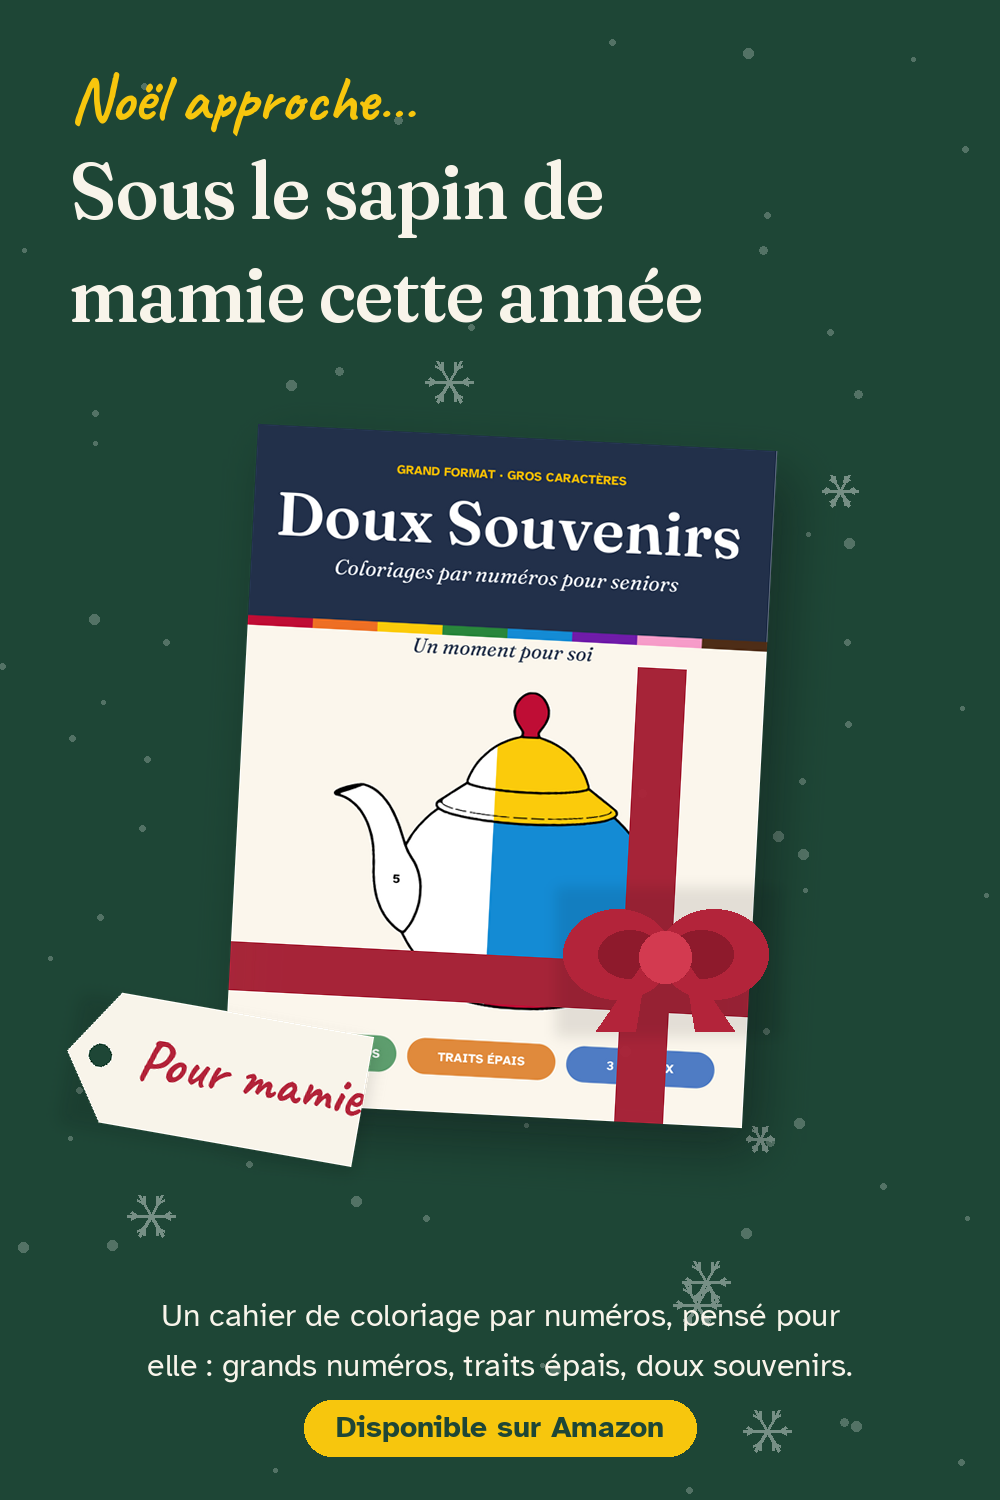 Noël approche...
Sous le sapin de
mamie cette année
GRAND FORMAT · GROS CARACTÈRES
Doux Souvenirs
Coloriages par numéros pour seniors
Un moment pour soi
5
TRAITS ÉPAIS
3
Pour mamie
Un cahier de coloriage par numéros, pensé pour
elle : grands numéros, traits épais, doux souvenirs.
Disponible sur Amazon